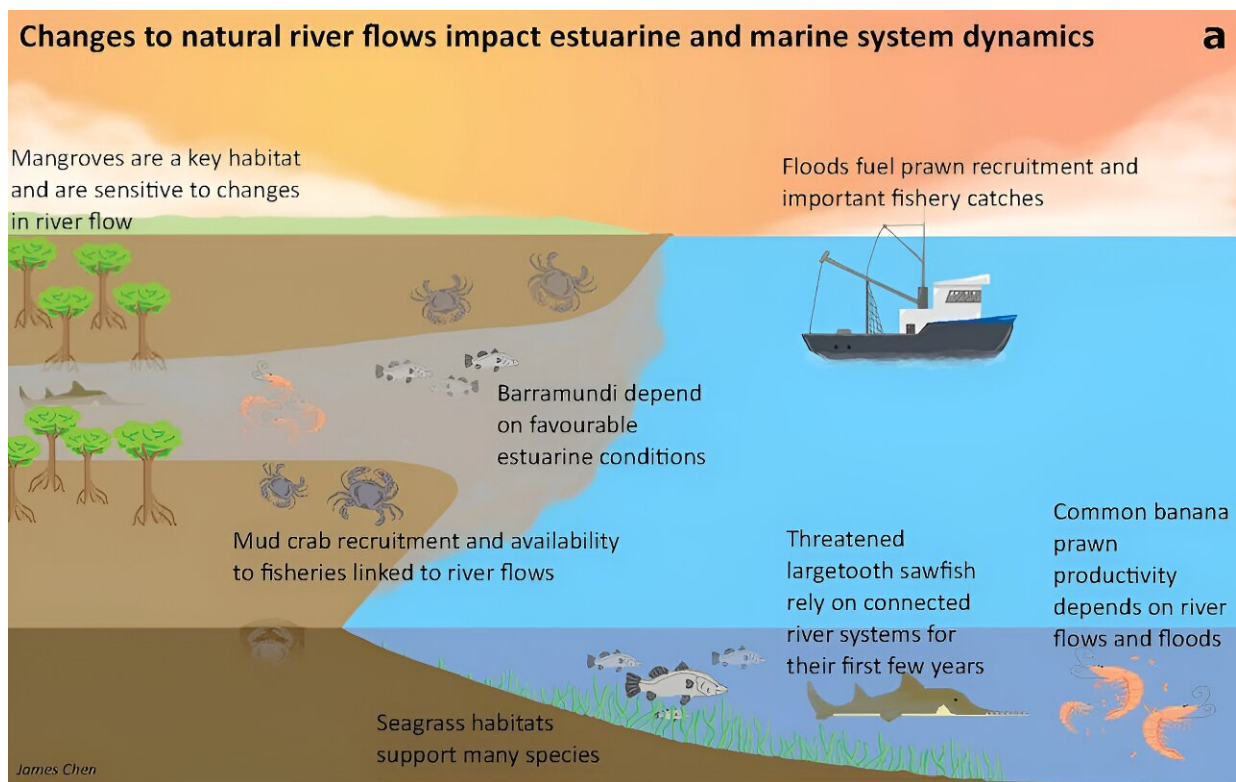 Changes to natural river flows impact estuarine and marine system dynamics
a
Mangroves are a key habitat
and are sensitive to changes
in river flow
Floods fuel prawn recruitment and
important fishery catches
Barramundi depend
on favourable
estuarine conditions
Mud crab recruitment and availability
to fisheries linked to river flows
Threatened
largetooth sawfish
rely on connected
river systems for
their first few years
Common banana
prawn
productivity
depends on river
flows and floods
Seagrass habitats
support many species
James Chen